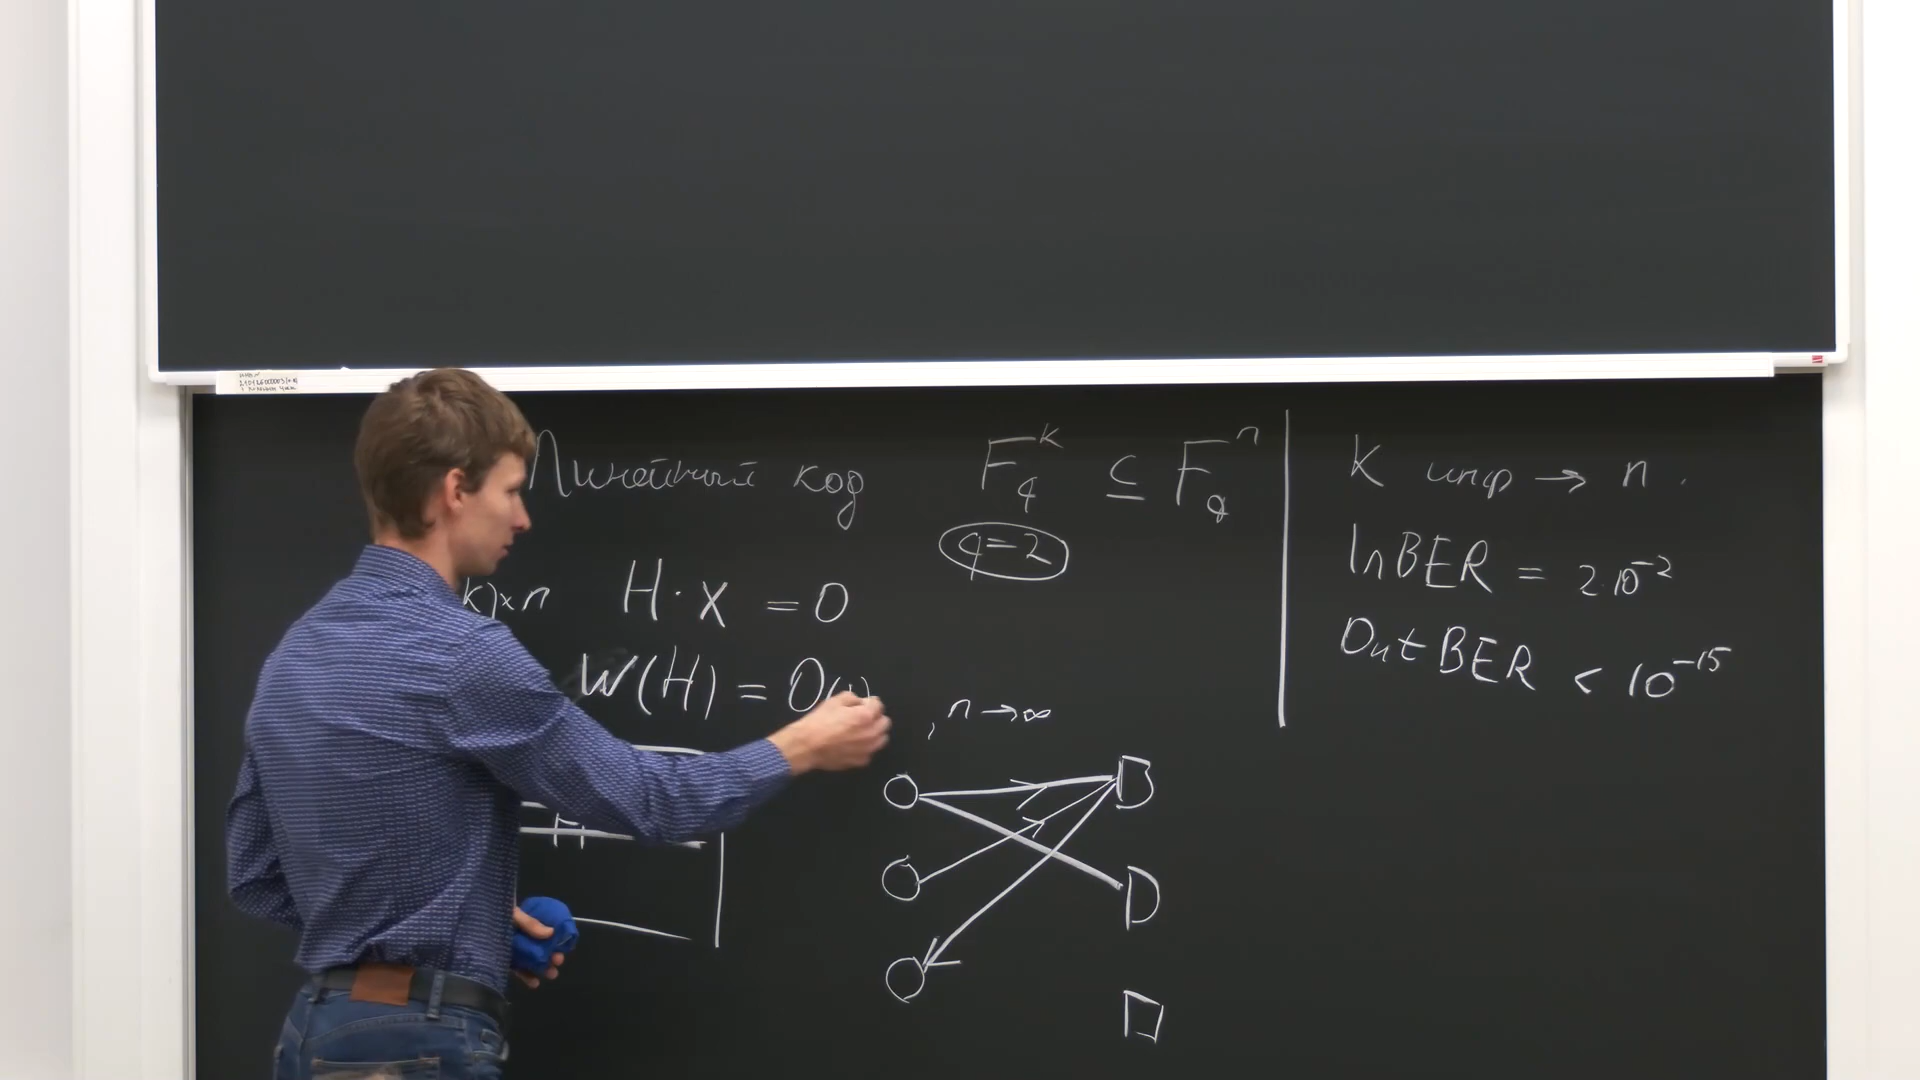 Линейный код F_q^k ⊆ F_q^n
q=2
k)×n H·x = 0
W(H) = O( ), n→∞
H
K инф → n.
InBER = 2·10^-2
OutBER < 10^-15